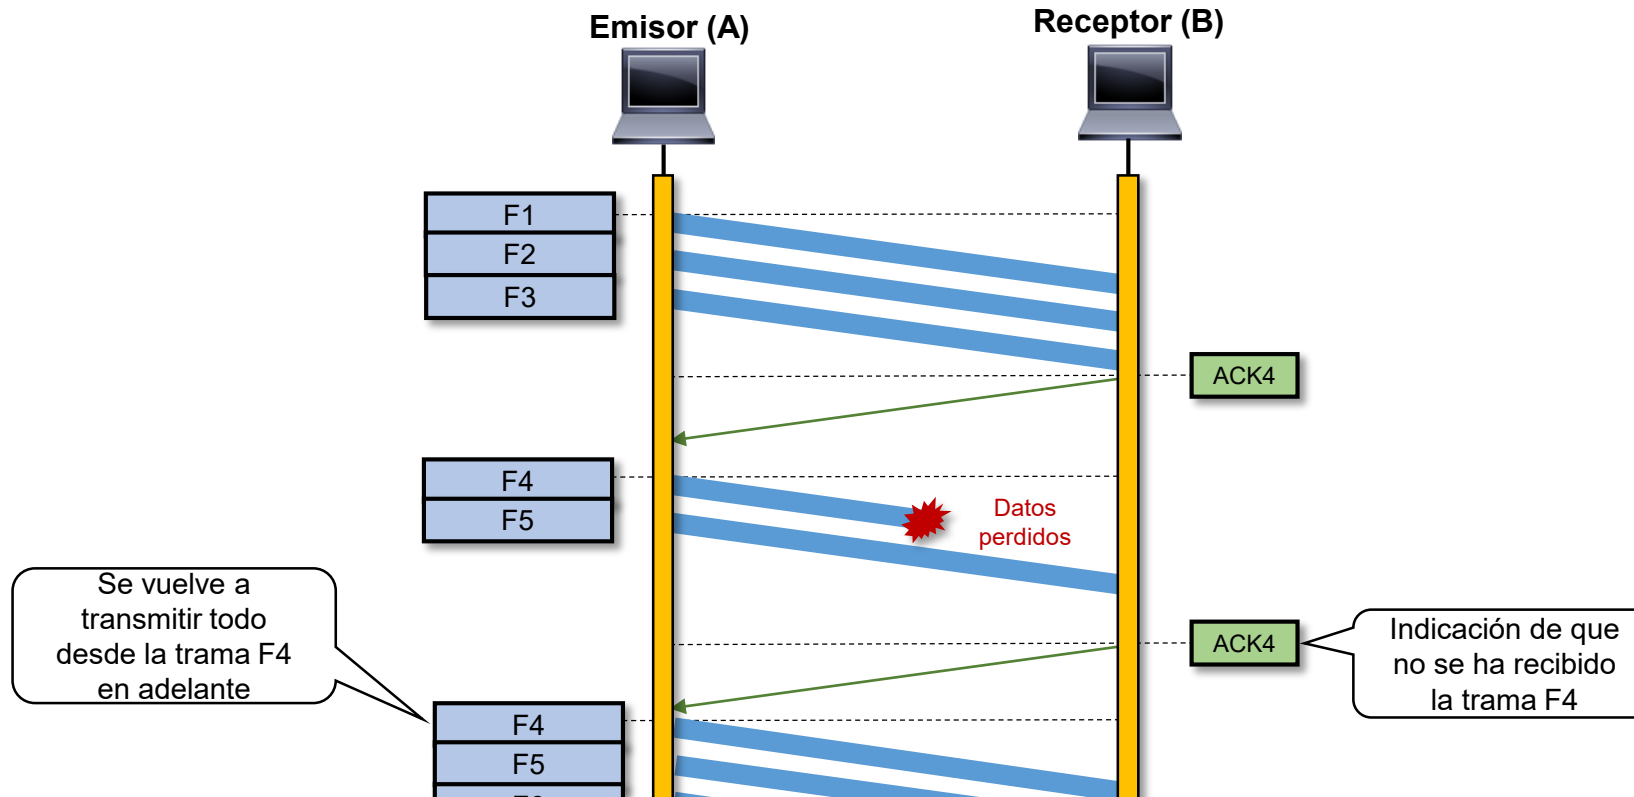 Emisor (A)
Receptor (B)
F1
F2
F3
ACK4
F4
F5
Datos
perdidos
Se vuelve a
transmitir todo
desde la trama F4
en adelante
ACK4
Indicación de que
no se ha recibido
la trama F4
F4
F5